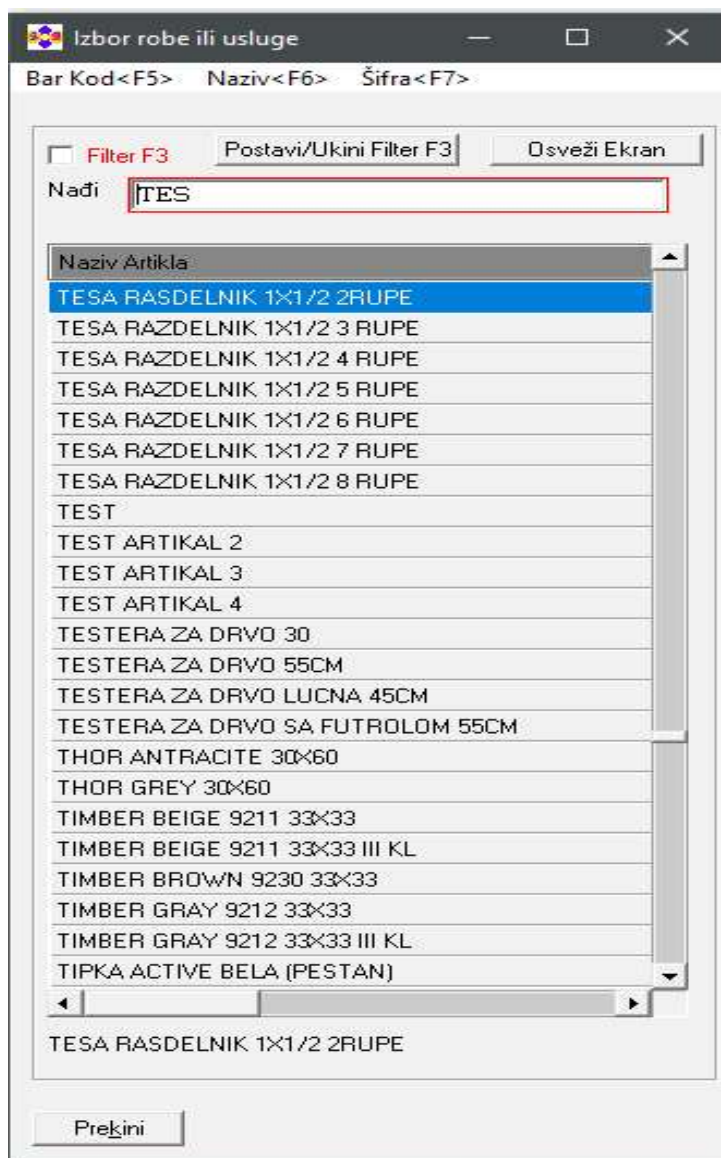 Izbor robe ili usluge
Bar Kod<F5> Naziv<F6> Šifra<F7>
Filter F3 Postavi/Ukini Filter F3 Osveži Ekran
Nađi TES
Naziv Artikla
TESA RASDELNIK 1X1/2 2RUPE
TESA RAZDELNIK 1X1/2 3 RUPE
TESA RAZDELNIK 1X1/2 4 RUPE
TESA RAZDELNIK 1X1/2 5 RUPE
TESA RAZDELNIK 1X1/2 6 RUPE
TESA RAZDELNIK 1X1/2 7 RUPE
TESA RAZDELNIK 1X1/2 8 RUPE
TEST
TEST ARTIKAL 2
TEST ARTIKAL 3
TEST ARTIKAL 4
TESTERA ZA DRVO 30
TESTERA ZA DRVO 55CM
TESTERA ZA DRVO LUCNA 45CM
TESTERA ZA DRVO SA FUTROLOM 55CM
THOR ANTRACITE 30X60
THOR GREY 30X60
TIMBER BEIGE 9211 33X33
TIMBER BEIGE 9211 33X33 III KL
TIMBER BROWN 9230 33X33
TIMBER GRAY 9212 33X33
TIMBER GRAY 9212 33X33 III KL
TIPKA ACTIVE BELA (PESTAN)
TESA RASDELNIK 1X1/2 2RUPE
Prekini